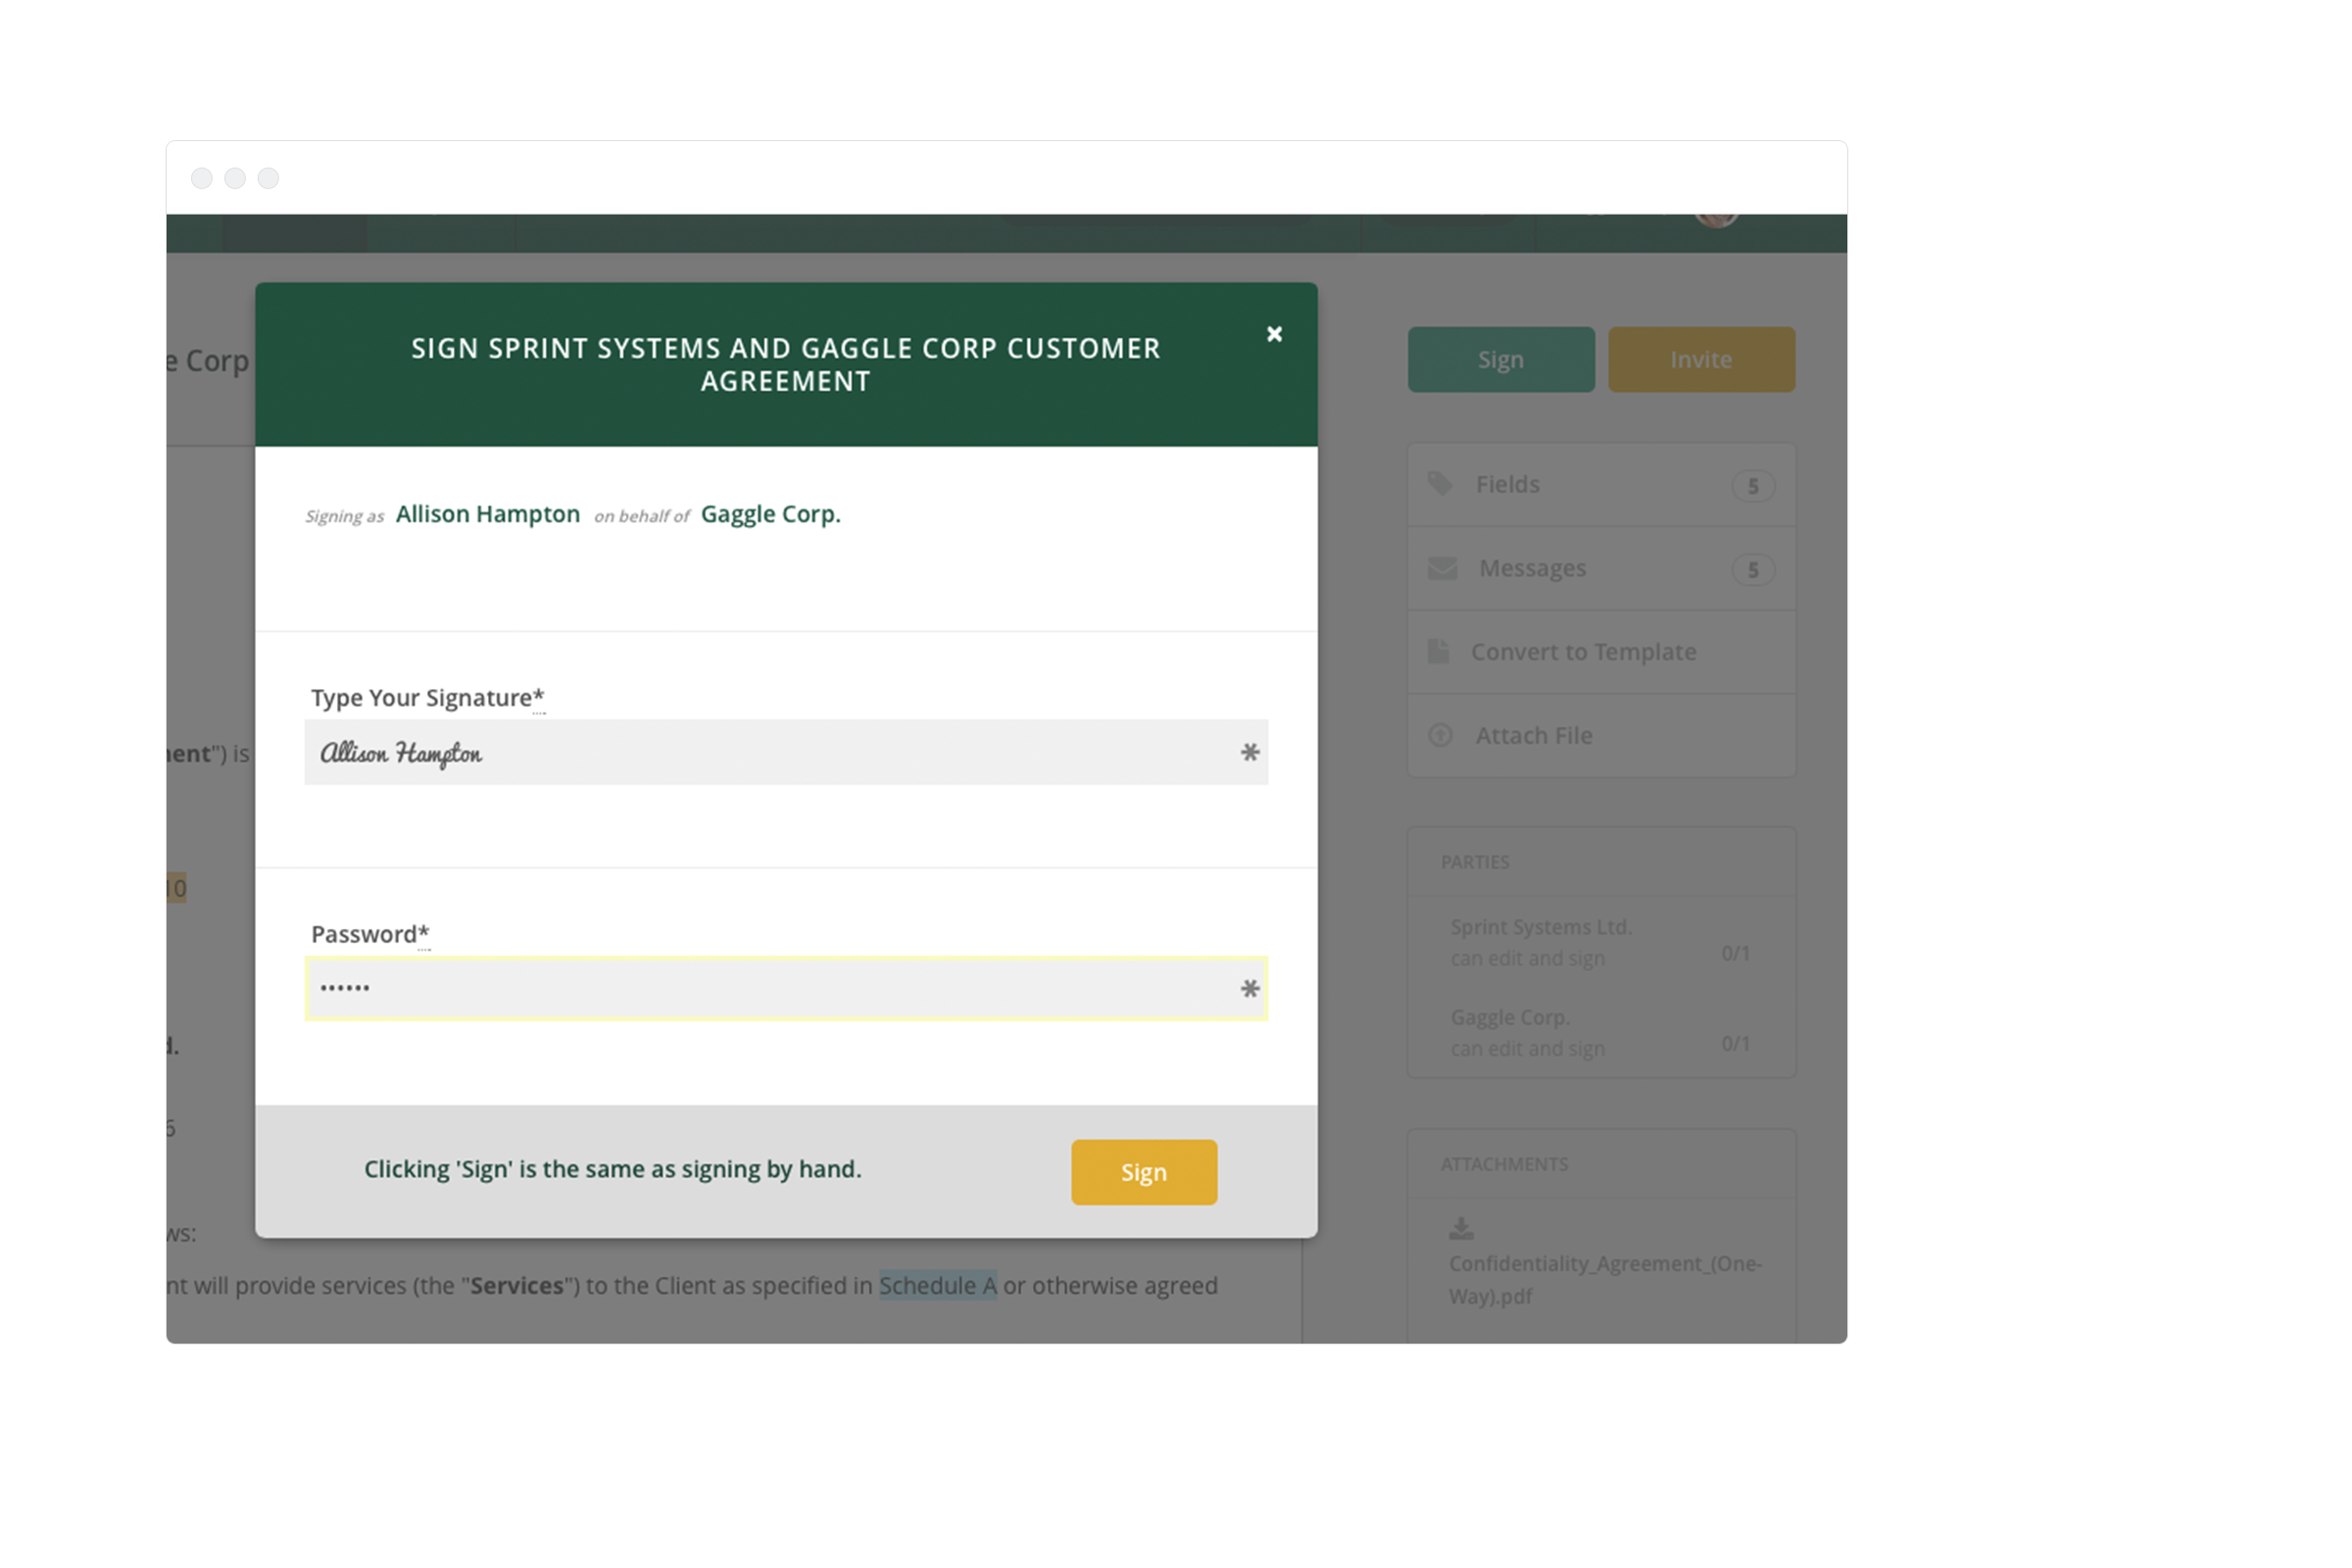 SIGN SPRINT SYSTEMS AND GAGGLE CORP CUSTOMER
AGREEMENT
Signing as Allison Hampton on behalf of Gaggle Corp.
Type Your Signature*
Allison Hampton
*
Password*
••••••
*
Clicking 'Sign' is the same as signing by hand.
Sign
e Corp
ent") is
10
d.
6
ws:
nt will provide services (the "Services") to the Client as specified in Schedule A or otherwise agreed
Sign
Invite
Fields 5
Messages 5
Convert to Template
Attach File
PARTIES
Sprint Systems Ltd.
can edit and sign 0/1
Gaggle Corp.
can edit and sign 0/1
ATTACHMENTS
Confidentiality_Agreement_(One-
Way).pdf